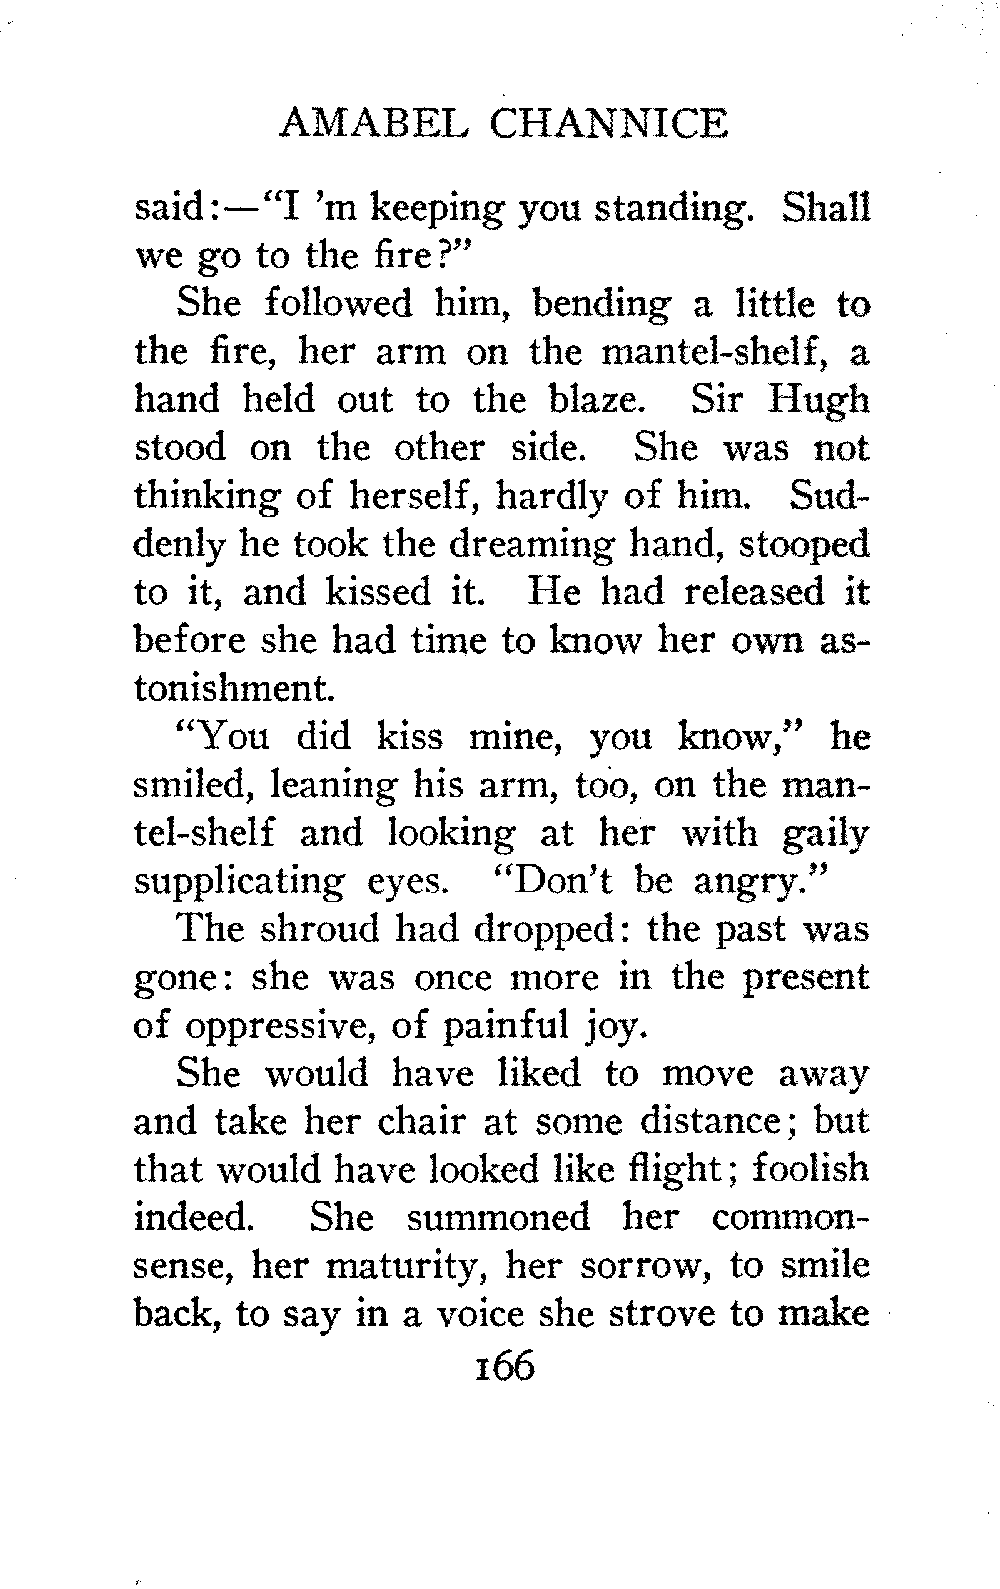 AMABEL CHANNICE
said:—“I ’m keeping you standing. Shall
we go to the fire?”
She followed him, bending a little to
the fire, her arm on the mantel-shelf, a
hand held out to the blaze. Sir Hugh
stood on the other side. She was not
thinking of herself, hardly of him. Sud-
denly he took the dreaming hand, stooped
to it, and kissed it. He had released it
before she had time to know her own as-
tonishment.
“You did kiss mine, you know,” he
smiled, leaning his arm, too, on the man-
tel-shelf and looking at her with gaily
supplicating eyes. “Don’t be angry.”
The shroud had dropped: the past was
gone: she was once more in the present
of oppressive, of painful joy.
She would have liked to move away
and take her chair at some distance; but
that would have looked like flight; foolish
indeed. She summoned her common-
sense, her maturity, her sorrow, to smile
back, to say in a voice she strove to make
166